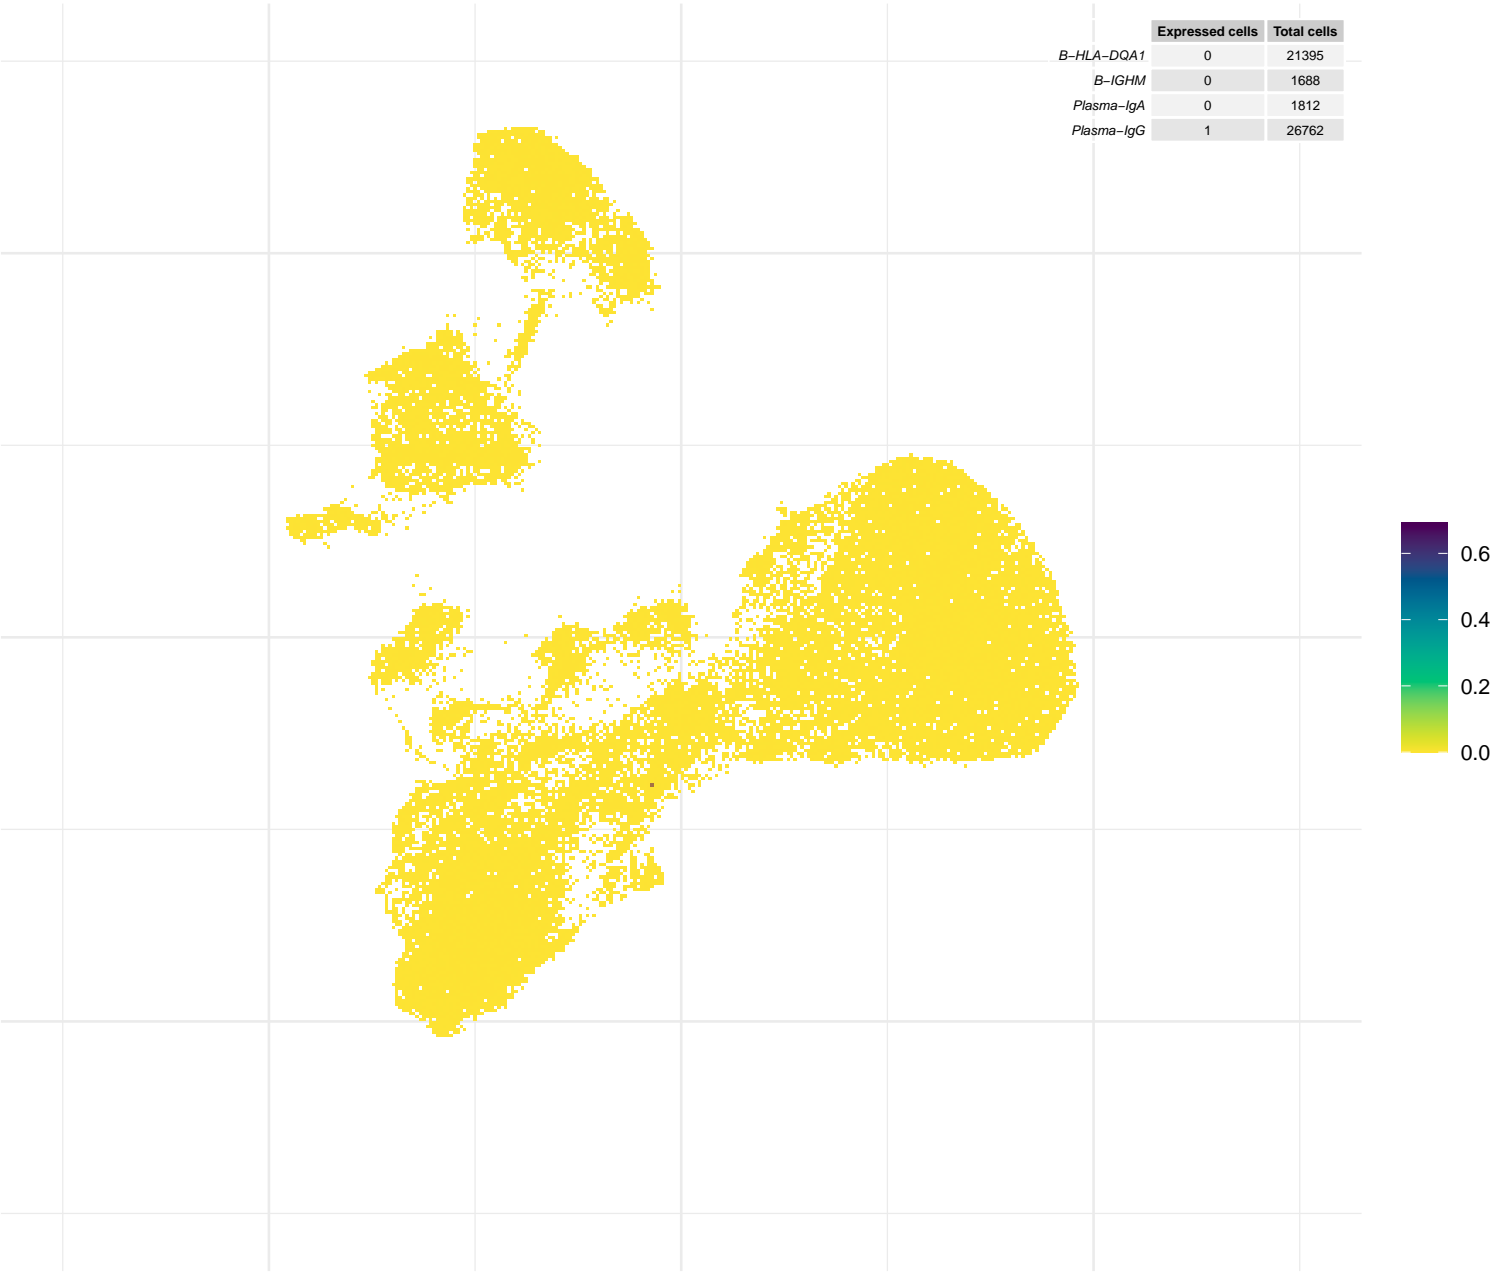 Expressed cells Total cells
B−HLA−DQA1 0 21395
B−IGHM 0 1688
Plasma−IgA 0 1812
Plasma−IgG 1 26762
0.6
0.4
0.2
0.0